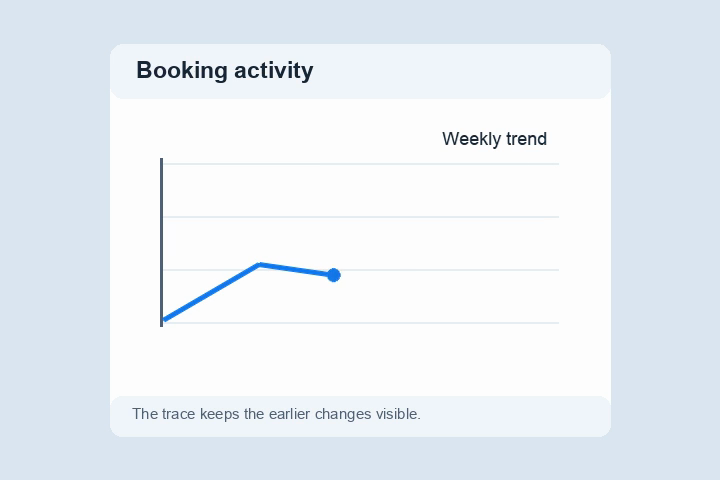 Booking activity
Weekly trend
The trace keeps the earlier changes visible.